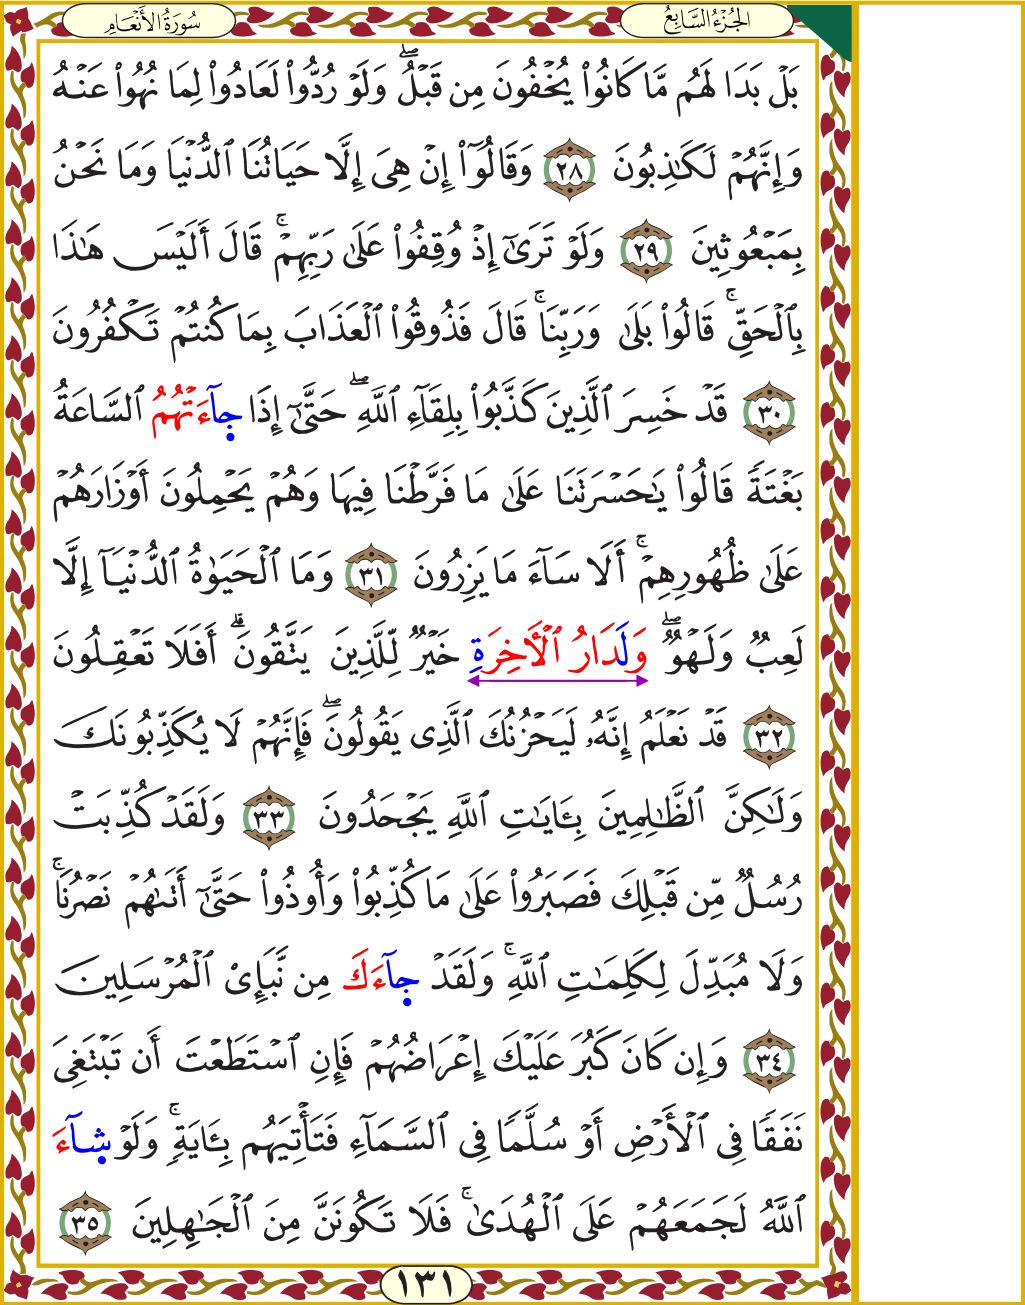 سُورَةُ الأَنْعَامِ
الجُزْءُ السَّابِعُ
بَلْ بَدَا لَهُم مَّا كَانُوا۟ يُخْفُونَ مِن قَبْلُ ۖ وَلَوْ رُدُّوا۟ لَعَادُوا۟ لِمَا نُهُوا۟ عَنْهُ
وَإِنَّهُمْ لَكَـٰذِبُونَ ٢٨ وَقَالُوٓا۟ إِنْ هِىَ إِلَّا حَيَاتُنَا ٱلدُّنْيَا وَمَا نَحْنُ
بِمَبْعُوثِينَ ٢٩ وَلَوْ تَرَىٰٓ إِذْ وُقِفُوا۟ عَلَىٰ رَبِّهِمْ ۚ قَالَ أَلَيْسَ هَـٰذَا
بِٱلْحَقِّ ۚ قَالُوا۟ بَلَىٰ وَرَبِّنَا ۚ قَالَ فَذُوقُوا۟ ٱلْعَذَابَ بِمَا كُنتُمْ تَكْفُرُونَ
٣٠ قَدْ خَسِرَ ٱلَّذِينَ كَذَّبُوا۟ بِلِقَآءِ ٱللَّهِ ۖ حَتَّىٰٓ إِذَا جَآءَتْهُمُ ٱلسَّاعَةُ
بَغْتَةً قَالُوا۟ يَـٰحَسْرَتَنَا عَلَىٰ مَا فَرَّطْنَا فِيهَا وَهُمْ يَحْمِلُونَ أَوْزَارَهُمْ
عَلَىٰ ظُهُورِهِمْ ۚ أَلَا سَآءَ مَا يَزِرُونَ ٣١ وَمَا ٱلْحَيَوٰةُ ٱلدُّنْيَآ إِلَّا
لَعِبٌ وَلَهْوٌ ۖ وَلَدَارُ ٱلْـَٔاخِرَةِ خَيْرٌ لِّلَّذِينَ يَتَّقُونَ ۗ أَفَلَا تَعْقِلُونَ
٣٢ قَدْ نَعْلَمُ إِنَّهُۥ لَيَحْزُنُكَ ٱلَّذِى يَقُولُونَ ۖ فَإِنَّهُمْ لَا يُكَذِّبُونَكَ
وَلَـٰكِنَّ ٱلظَّـٰلِمِينَ بِـَٔايَـٰتِ ٱللَّهِ يَجْحَدُونَ ٣٣ وَلَقَدْ كُذِّبَتْ
رُسُلٌ مِّن قَبْلِكَ فَصَبَرُوا۟ عَلَىٰ مَا كُذِّبُوا۟ وَأُوذُوا۟ حَتَّىٰٓ أَتَىٰهُمْ نَصْرُنَا ۚ
وَلَا مُبَدِّلَ لِكَلِمَـٰتِ ٱللَّهِ ۚ وَلَقَدْ جَآءَكَ مِن نَّبَإِى۟ ٱلْمُرْسَلِينَ
٣٤ وَإِن كَانَ كَبُرَ عَلَيْكَ إِعْرَاضُهُمْ فَإِنِ ٱسْتَطَعْتَ أَن تَبْتَغِىَ
نَفَقًا فِى ٱلْأَرْضِ أَوْ سُلَّمًا فِى ٱلسَّمَآءِ فَتَأْتِيَهُم بِـَٔايَةٍ ۚ وَلَوْ شَآءَ
ٱللَّهُ لَجَمَعَهُمْ عَلَى ٱلْهُدَىٰ ۚ فَلَا تَكُونَنَّ مِنَ ٱلْجَـٰهِلِينَ ٣٥
١٣١